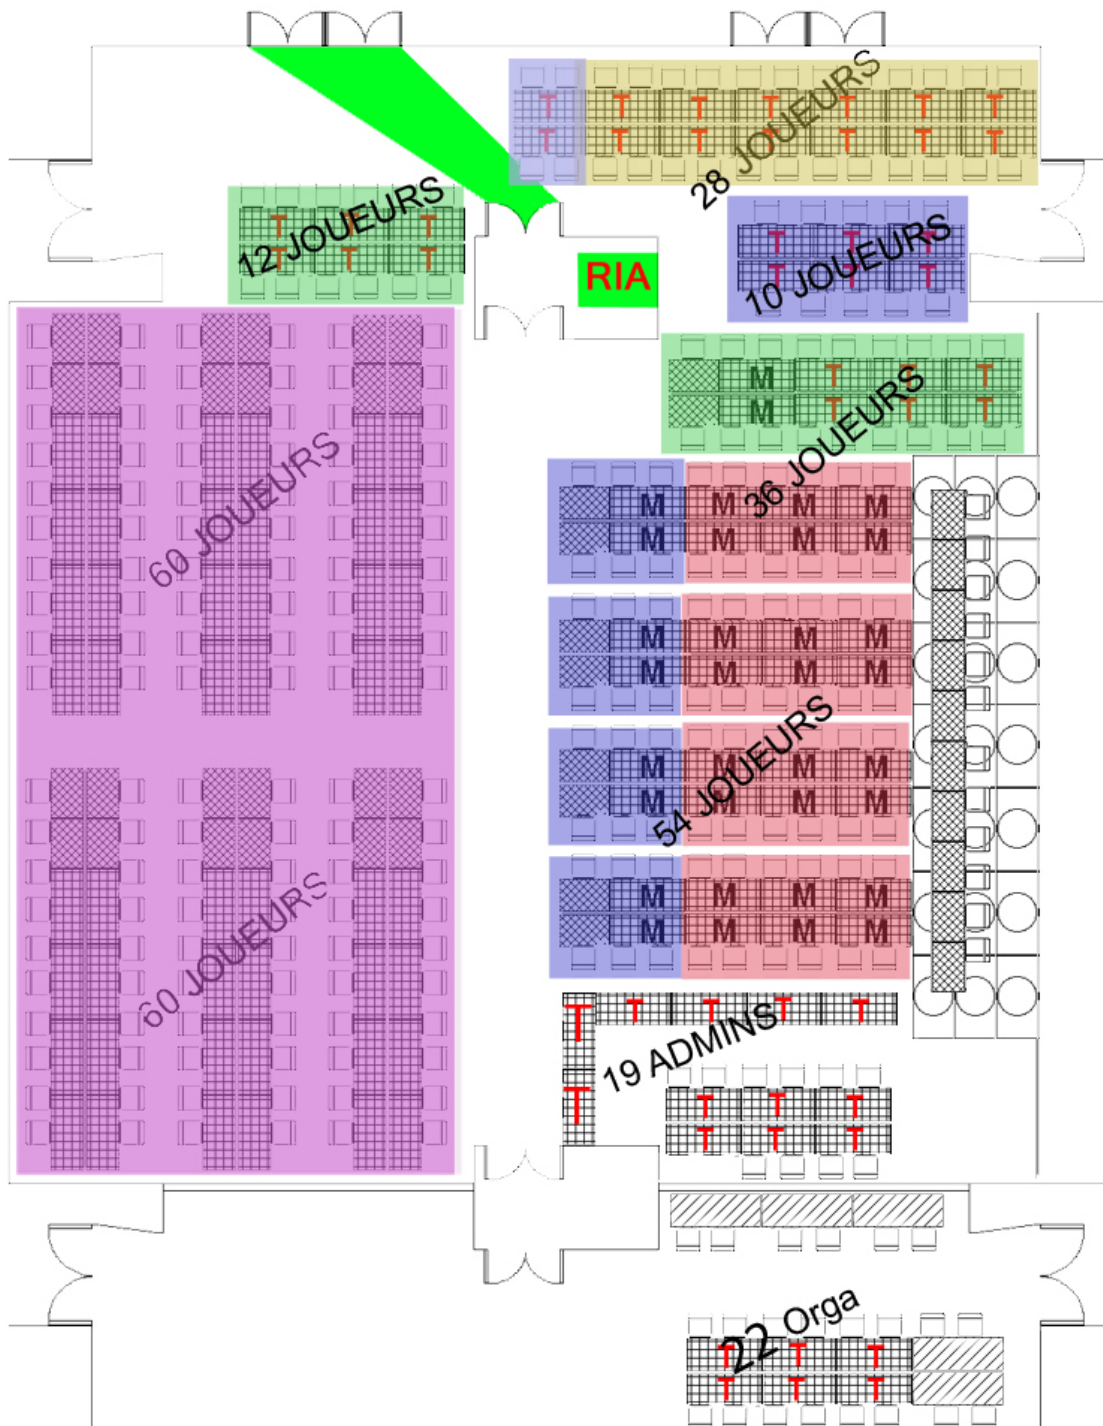 28 JOUEURS
12 JOUEURS
10 JOUEURS
RIA
36 JOUEURS
60 JOUEURS
54 JOUEURS
60 JOUEURS
19 ADMINS
22 Orga
T T T T T T T
T T T T T T T
T T T
T T T
T T T
T T T
M T T T
M T T T
M M M M
M M M M
M M M M
M M M M
M M M M
M M M M
M M M M
M M M M
T T T T T
T
T T T
T T T
T T T
T T T